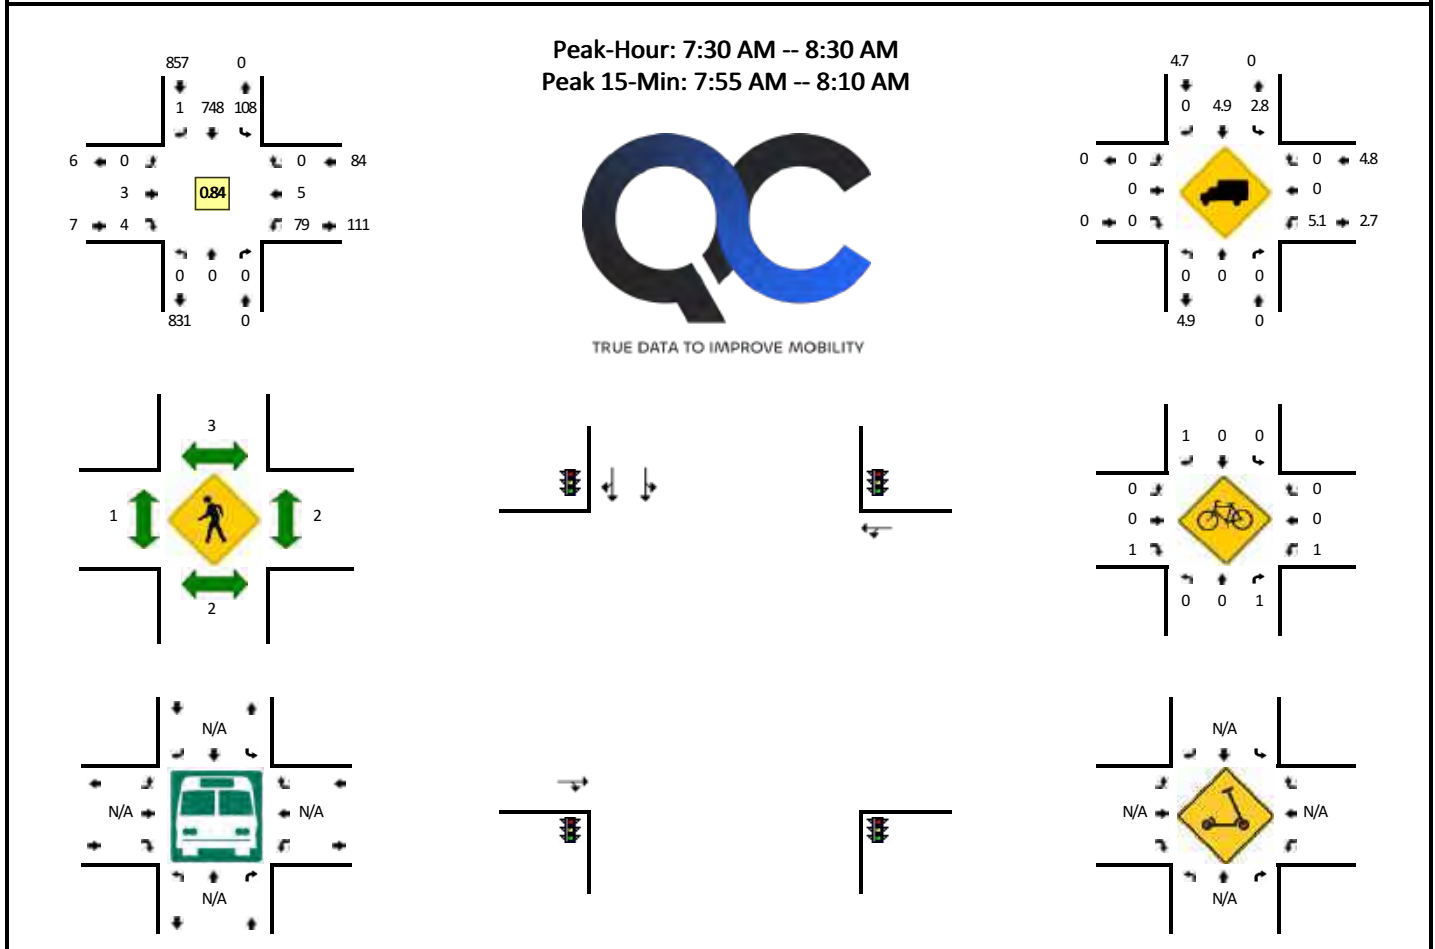 Peak-Hour: 7:30 AM -- 8:30 AM
Peak 15-Min: 7:55 AM -- 8:10 AM
857 0
1 748 108
6 0 0 84
3 0.84 5
7 4 79 111
0 0 0
831 0
TRUE DATA TO IMPROVE MOBILITY
4.7 0
0 4.9 2.8
0 0 0 4.8
0 0
0 0 5.1 2.7
0 0 0
4.9 0
3
1 2
2
1 0 0
0 0
0 0
1 1
0 0 1
N/A
N/A N/A
N/A
N/A
N/A N/A
N/A